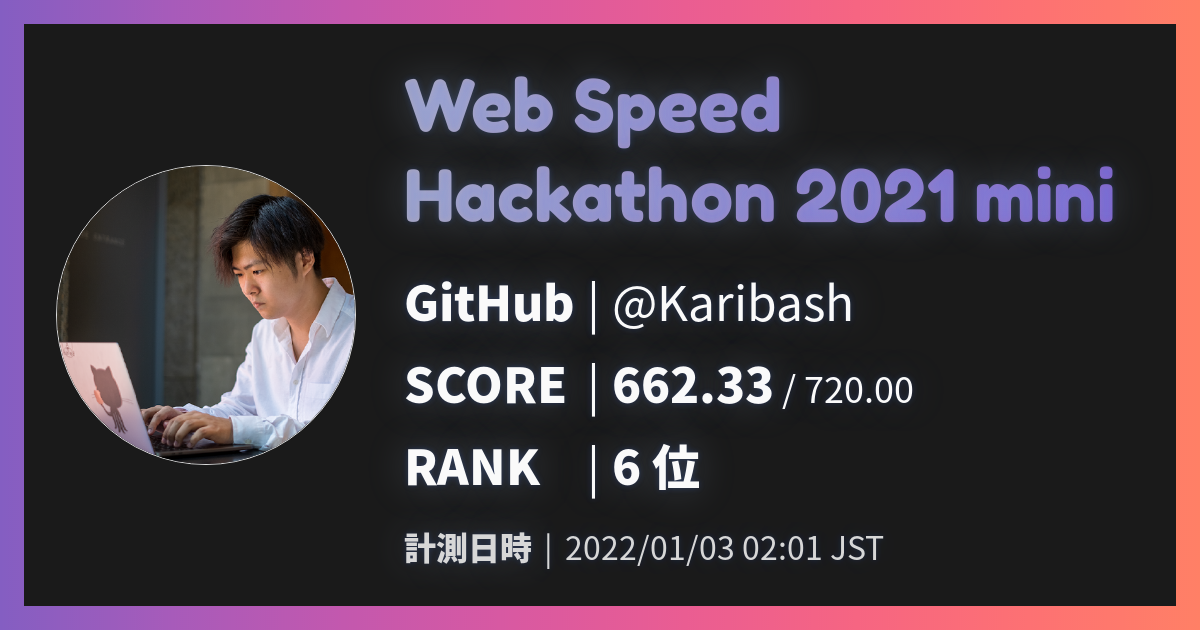 Web Speed
Hackathon 2021 mini
GitHub | @Karibash
SCORE | 662.33 / 720.00
RANK | 6 位
計測日時 | 2022/01/03 02:01 JST